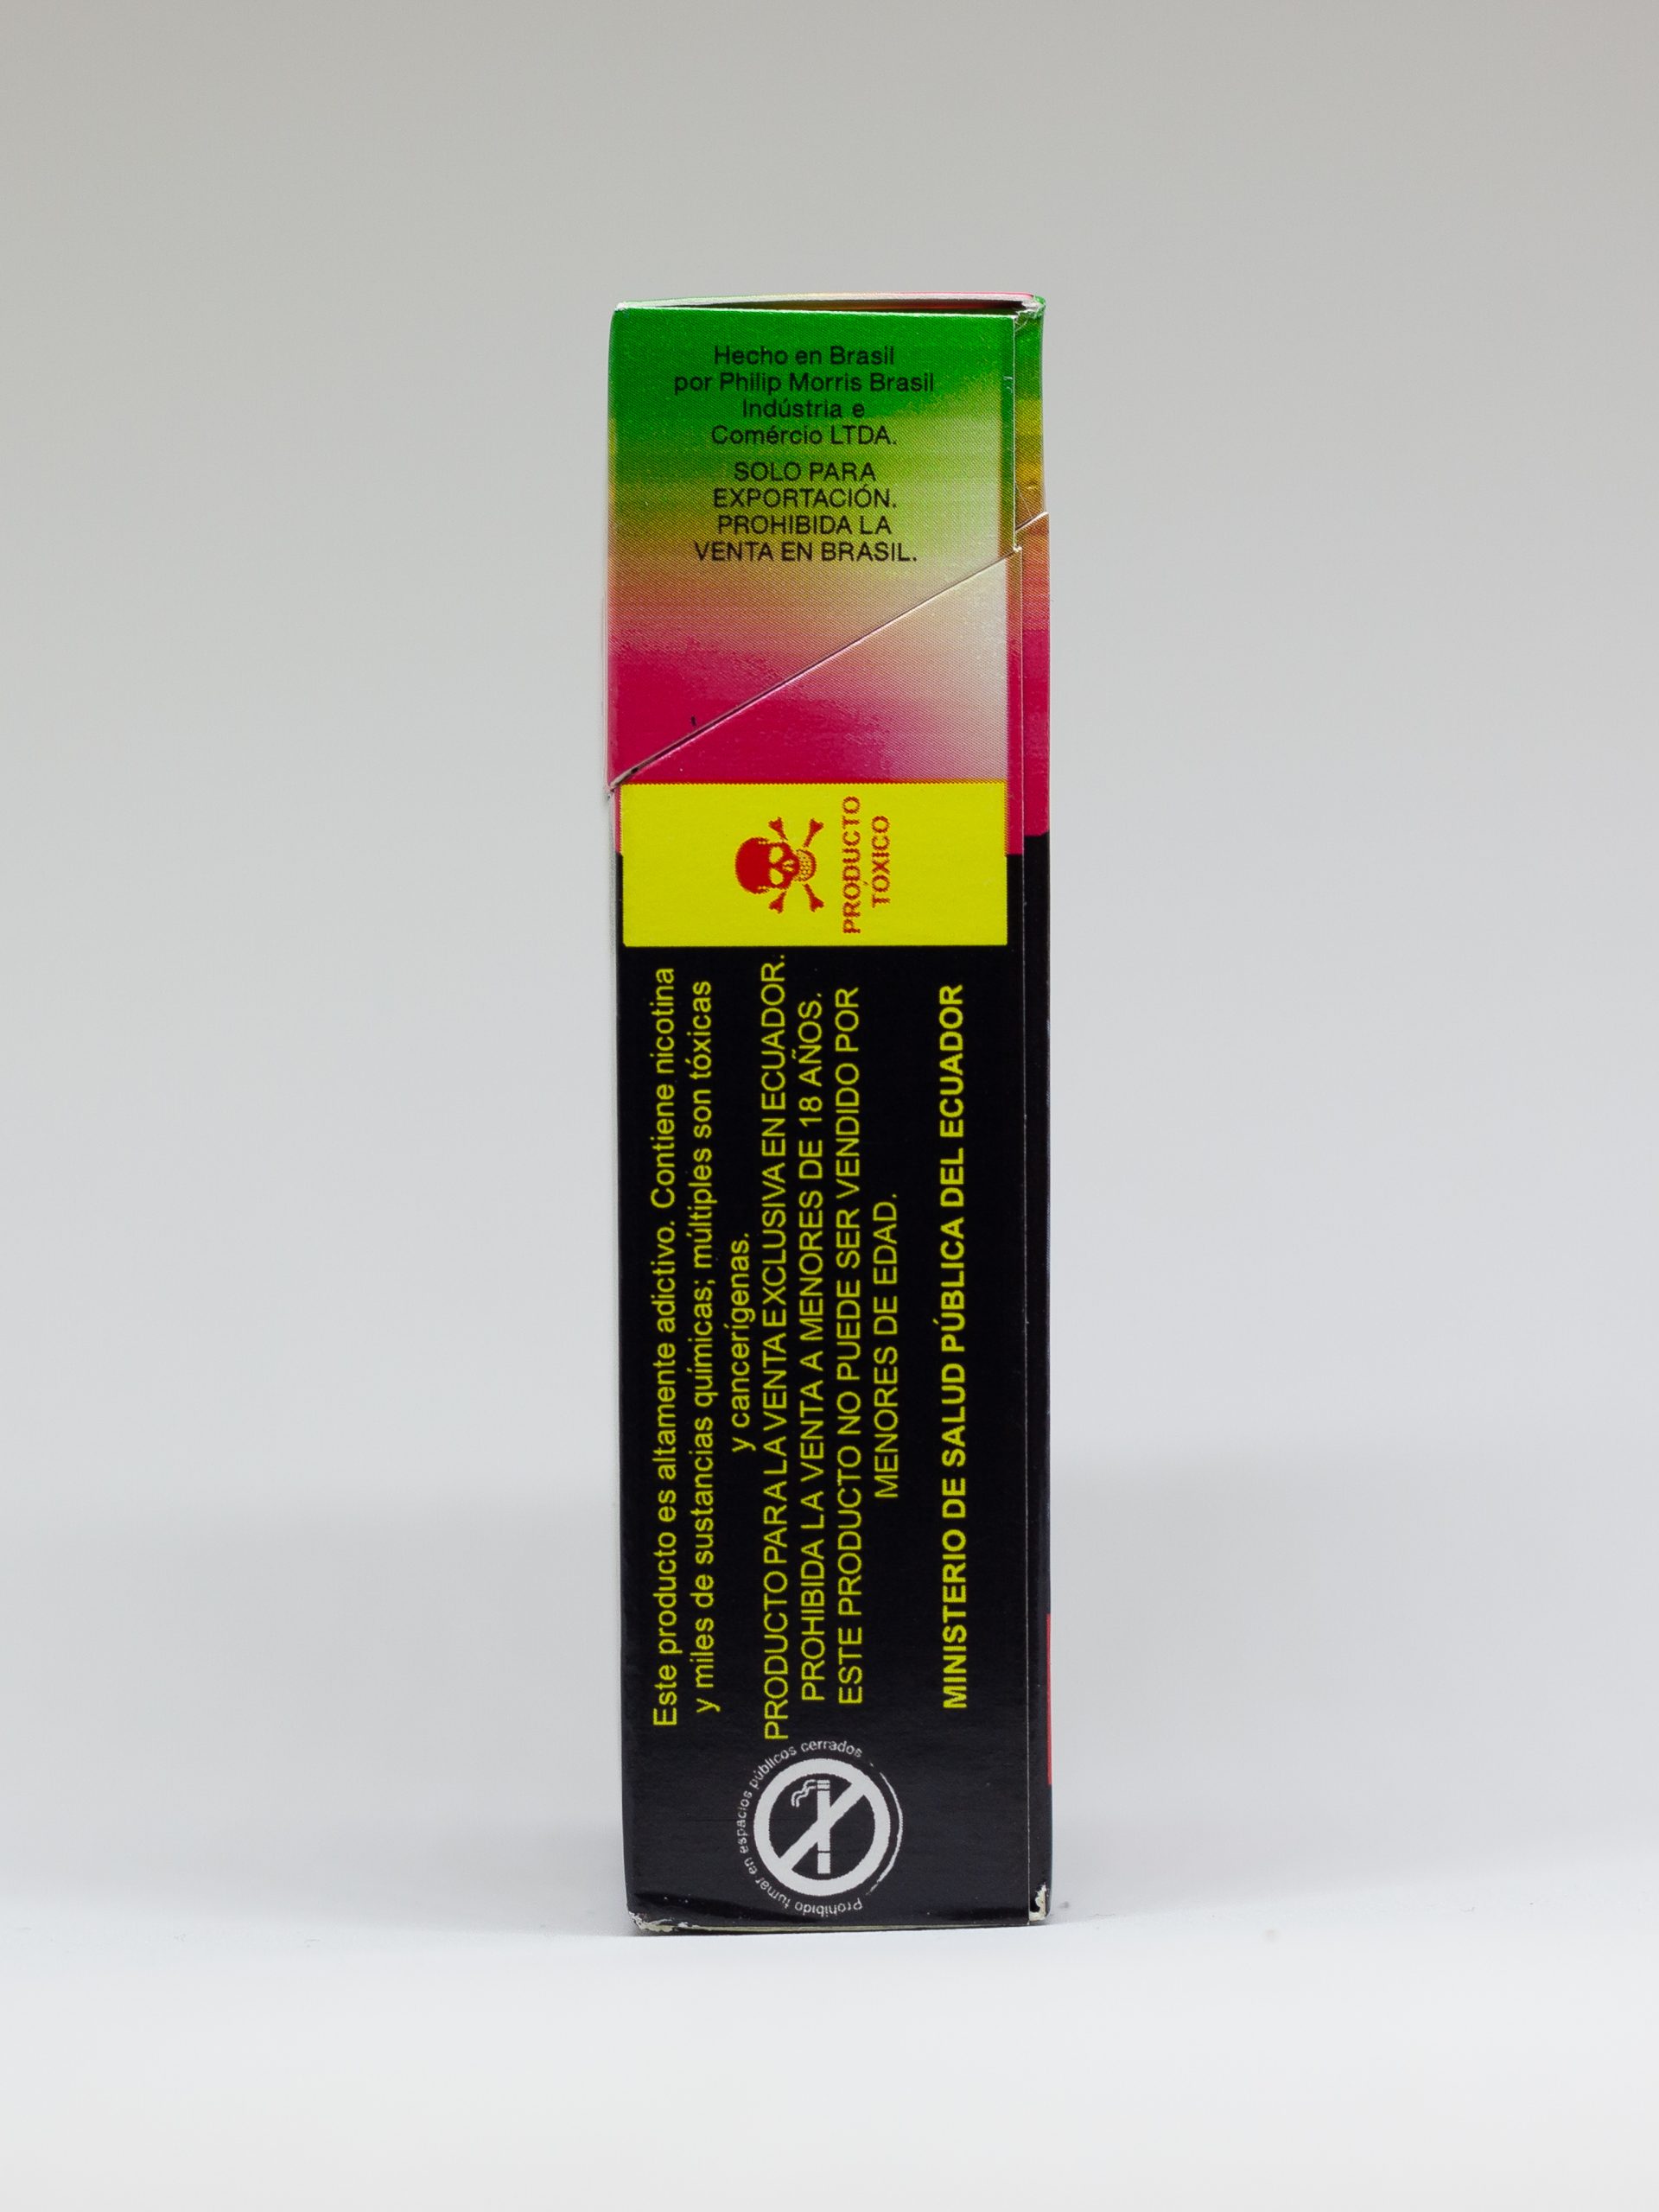 Hecho en Brasil
por Philip Morris Brasil
Indústria e
Comércio LTDA.
SOLO PARA
EXPORTACIÓN.
PROHIBIDA LA
VENTA EN BRASIL.
PRODUCTO
TÓXICO
Este producto es altamente adictivo. Contiene nicotina
y miles de sustancias químicas; múltiples son tóxicas
y cancerígenas.
PRODUCTO PARA LA VENTA EXCLUSIVA EN ECUADOR.
PROHIBIDA LA VENTA A MENORES DE 18 AÑOS.
ESTE PRODUCTO NO PUEDE SER VENDIDO POR
MENORES DE EDAD.
MINISTERIO DE SALUD PÚBLICA DEL ECUADOR
Prohibido fumar en espacios públicos cerrados